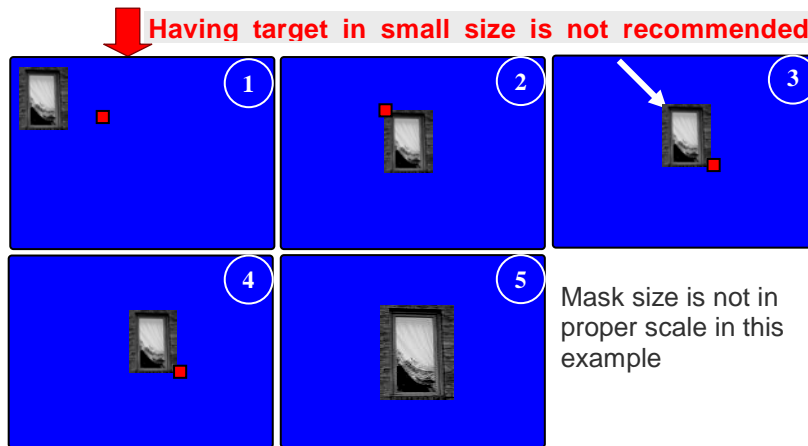 Having target in small size is not recommended
1
2
3
4
5
Mask size is not in
proper scale in this
example